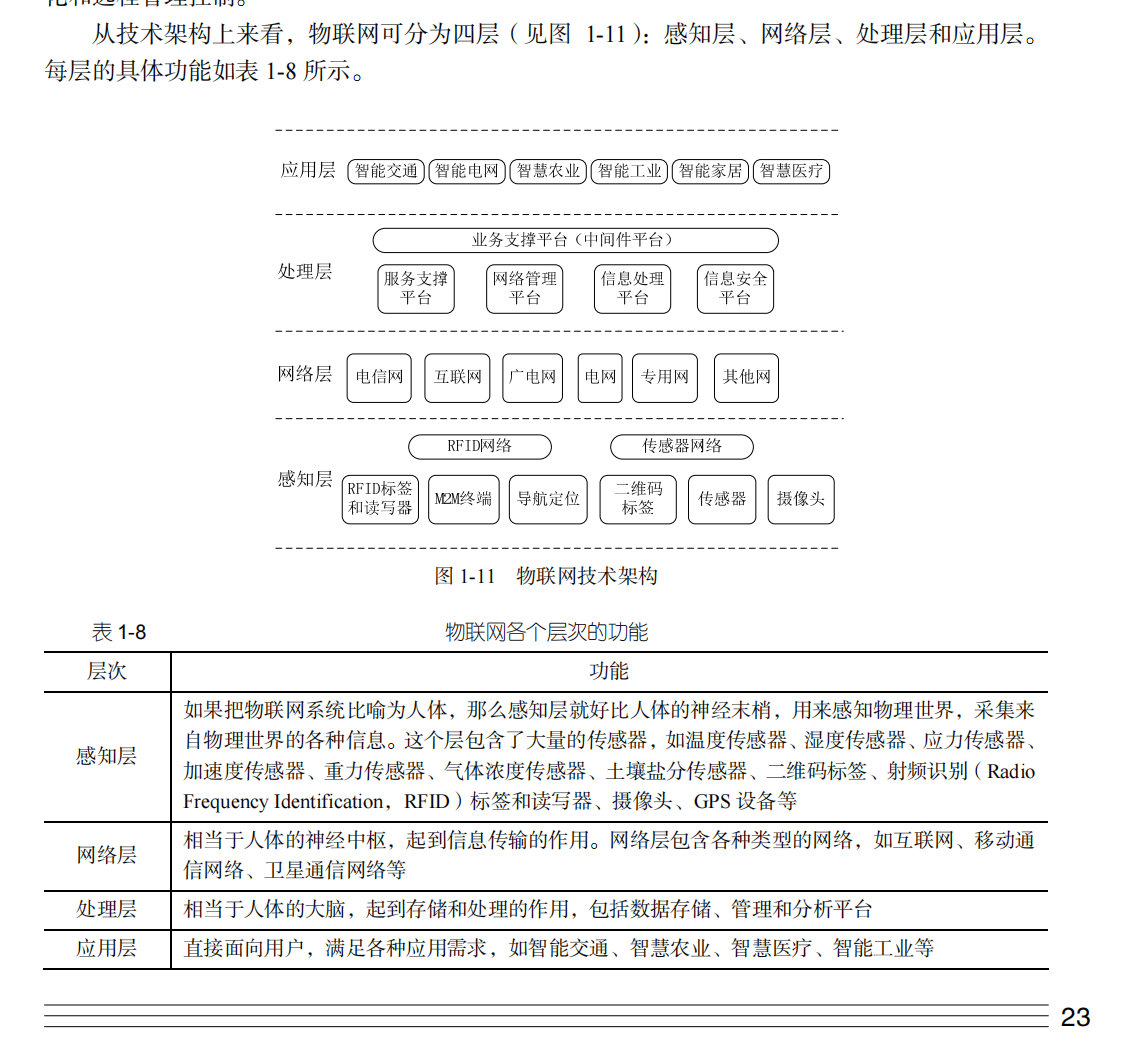 化和远程管理控制。
从技术架构上来看，物联网可分为四层（见图 1-11）：感知层、网络层、处理层和应用层。
每层的具体功能如表 1-8 所示。
应用层 智能交通 智能电网 智慧农业 智能工业 智能家居 智慧医疗
业务支撑平台（中间件平台）
处理层
服务支撑平台 网络管理平台 信息处理平台 信息安全平台
网络层 电信网 互联网 广电网 电网 专用网 其他网
RFID网络 传感器网络
感知层
RFID标签和读写器 M2M终端 导航定位 二维码标签 传感器 摄像头
图 1-11 物联网技术架构
表 1-8 物联网各个层次的功能
层次 功能
感知层
如果把物联网系统比喻为人体，那么感知层就好比人体的神经末梢，用来感知物理世界，采集来
自物理世界的各种信息。这个层包含了大量的传感器，如温度传感器、湿度传感器、应力传感器、
加速度传感器、重力传感器、气体浓度传感器、土壤盐分传感器、二维码标签、射频识别（Radio
Frequency Identification，RFID）标签和读写器、摄像头、GPS 设备等
网络层
相当于人体的神经中枢，起到信息传输的作用。网络层包含各种类型的网络，如互联网、移动通
信网络、卫星通信网络等
处理层 相当于人体的大脑，起到存储和处理的作用，包括数据存储、管理和分析平台
应用层 直接面向用户，满足各种应用需求，如智能交通、智慧农业、智慧医疗、智能工业等
23